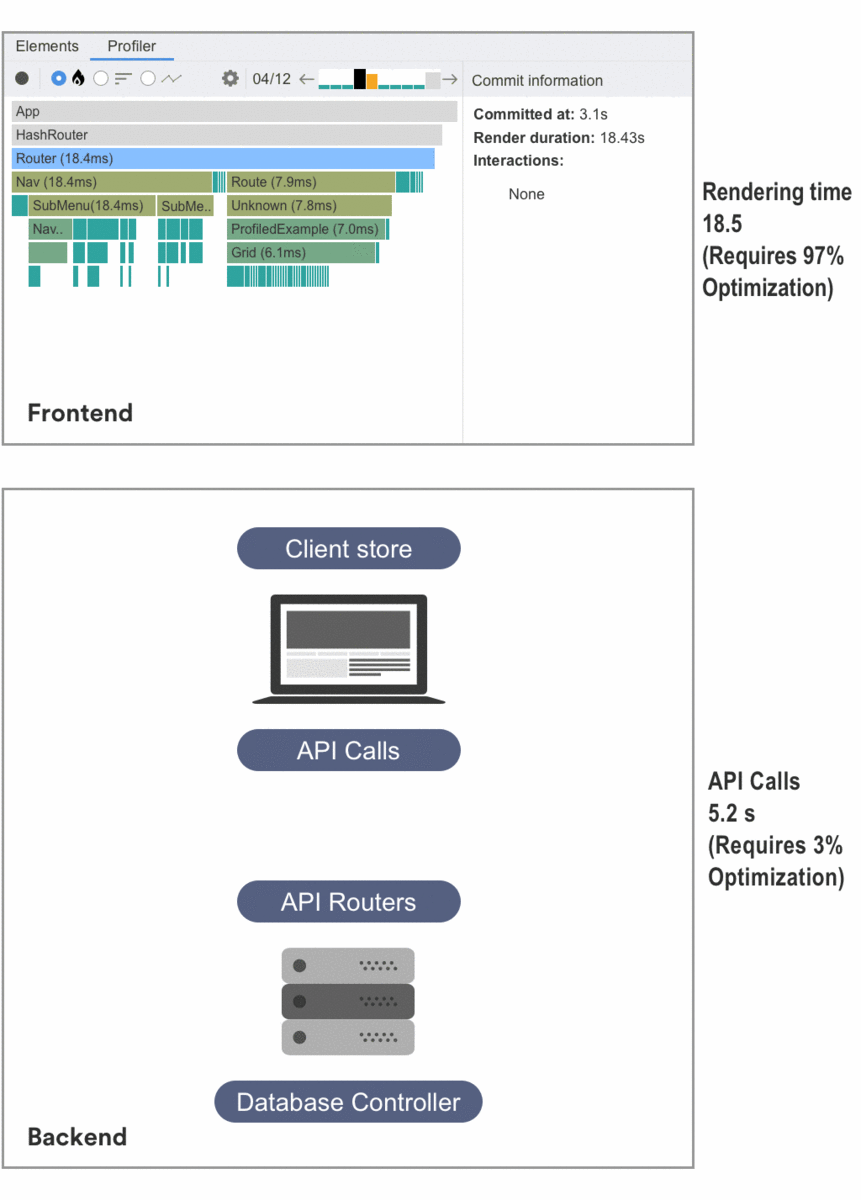 Elements Profiler
04/12
Commit information
App
HashRouter
Router (18.4ms)
Nav (18.4ms) Route (7.9ms)
SubMenu(18.4ms) SubMe.. Unknown (7.8ms)
Nav.. ProfiledExample (7.0ms)
Grid (6.1ms)
Committed at: 3.1s
Render duration: 18.43s
Interactions:
None
Frontend
Rendering time
18.5
(Requires 97%
Optimization)
Client store
API Calls
API Routers
Database Controller
Backend
API Calls
5.2 s
(Requires 3%
Optimization)